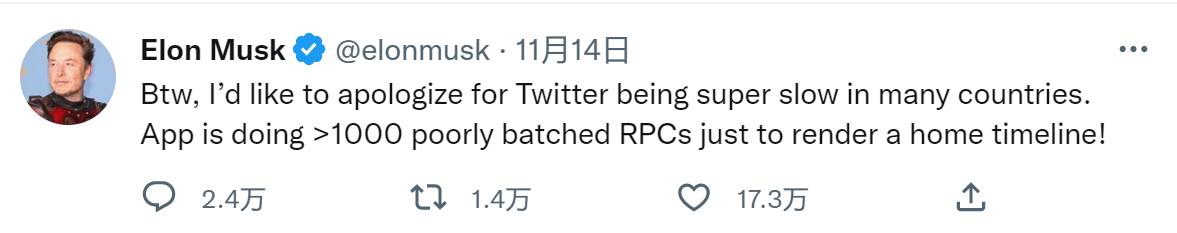 Elon Musk @elonmusk · 11月14日
Btw, I’d like to apologize for Twitter being super slow in many countries.
App is doing >1000 poorly batched RPCs just to render a home timeline!
2.4万 1.4万 17.3万